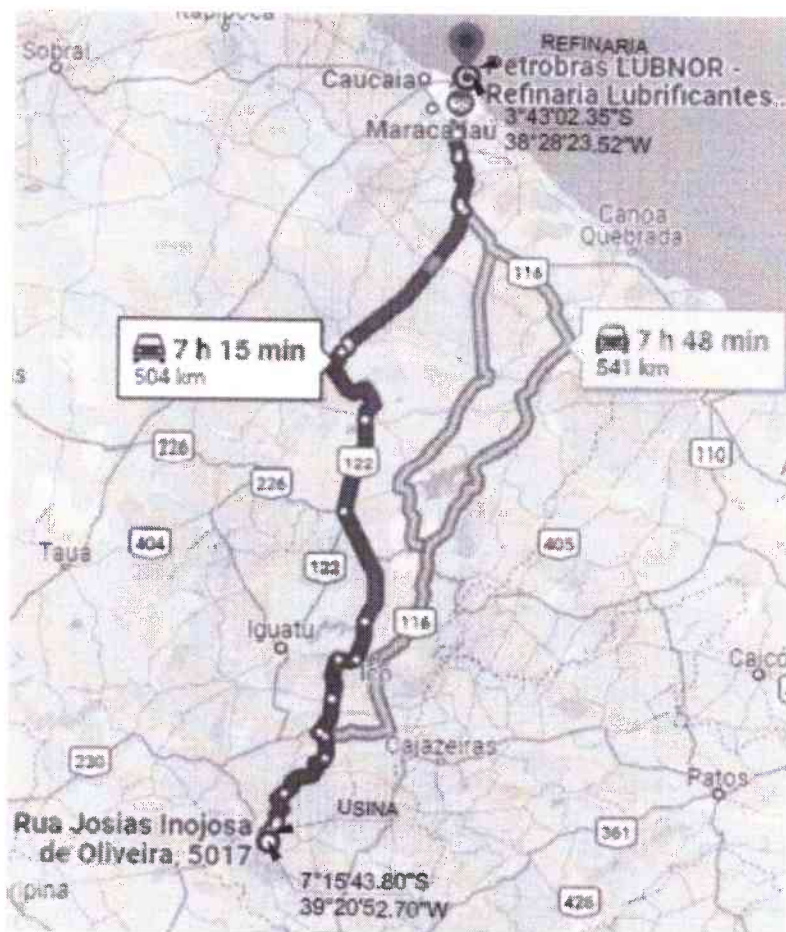 Itapipoca
Sobral
REFINARIA
Petrobras LUBNOR -
Refinaria Lubrificantes...
Caucaia
Maracanaú
3°43'02.35"S
38°28'23.52"W
Canoa
Quebrada
116
7 h 15 min
504 km
7 h 48 min
541 km
as
226
122
226
110
404
122
405
Tauá
Iguatu
116
Icó
Caicó
230
Cajazeiras
Patos
Rua Josias Inojosa
de Oliveira, 5017
USINA
361
7°15'43.80"S
39°20'52.70"W
pina
426